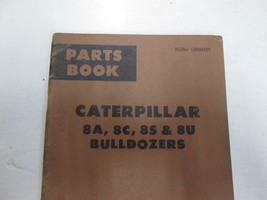 PARTS
BOOK
CATERPILLAR
8A, 8C, 8S & 8U
BULLDOZERS